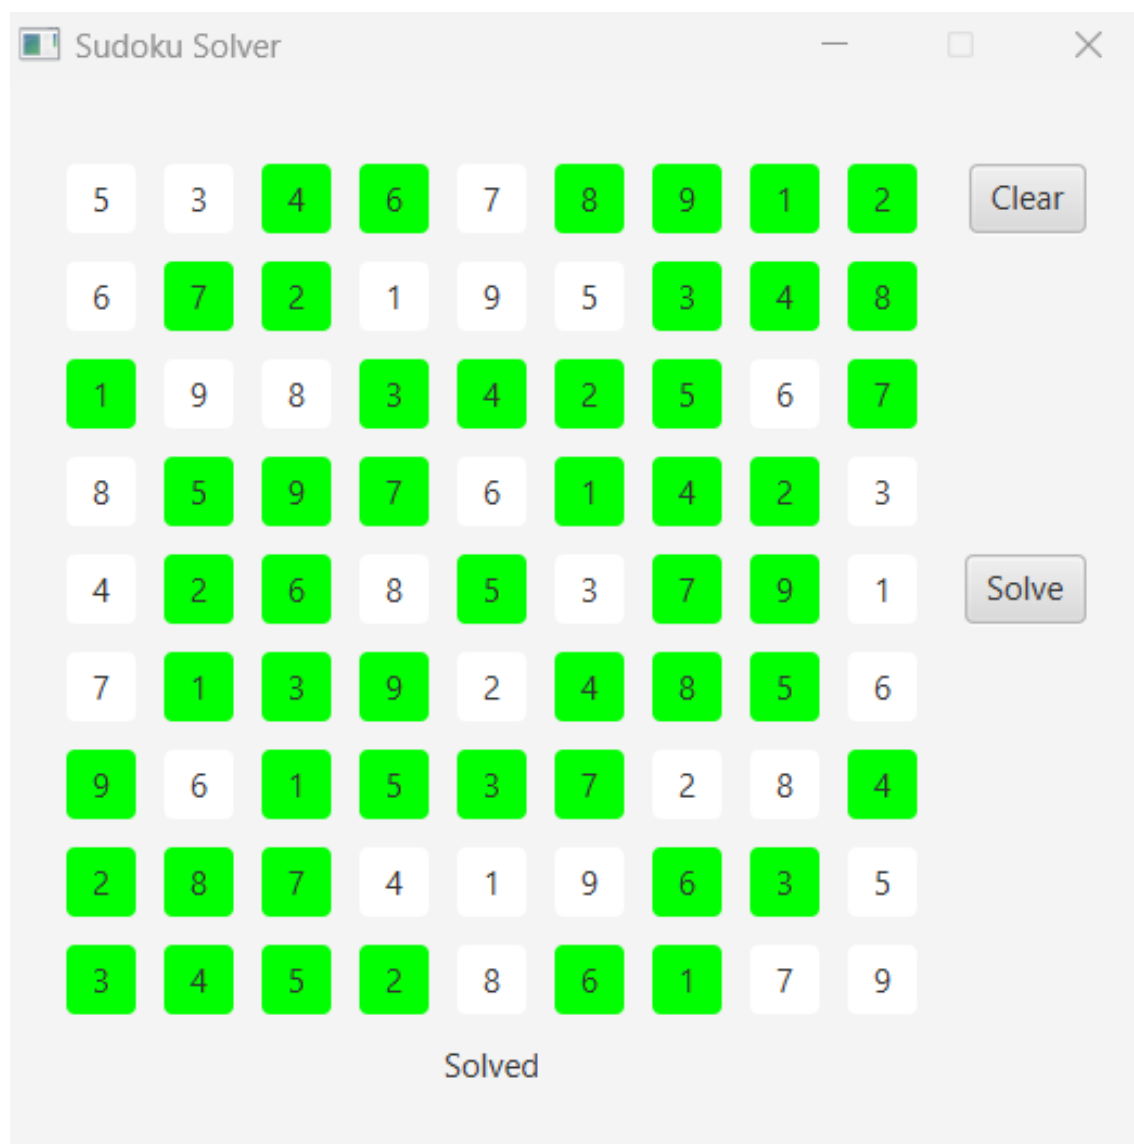 Sudoku Solver
5 3 4 6 7 8 9 1 2 Clear
6 7 2 1 9 5 3 4 8
1 9 8 3 4 2 5 6 7
8 5 9 7 6 1 4 2 3
4 2 6 8 5 3 7 9 1 Solve
7 1 3 9 2 4 8 5 6
9 6 1 5 3 7 2 8 4
2 8 7 4 1 9 6 3 5
3 4 5 2 8 6 1 7 9
Solved